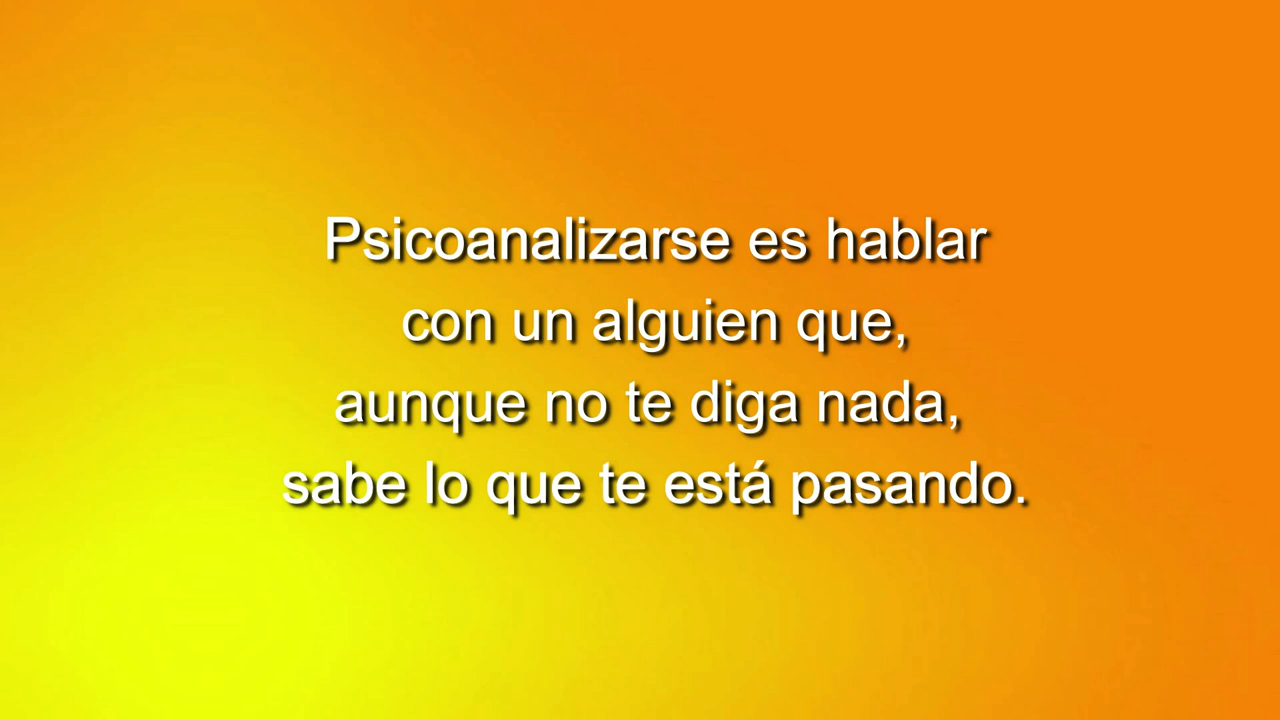 Psicoanalizarse es hablar
con un alguien que,
aunque no te diga nada,
sabe lo que te está pasando.